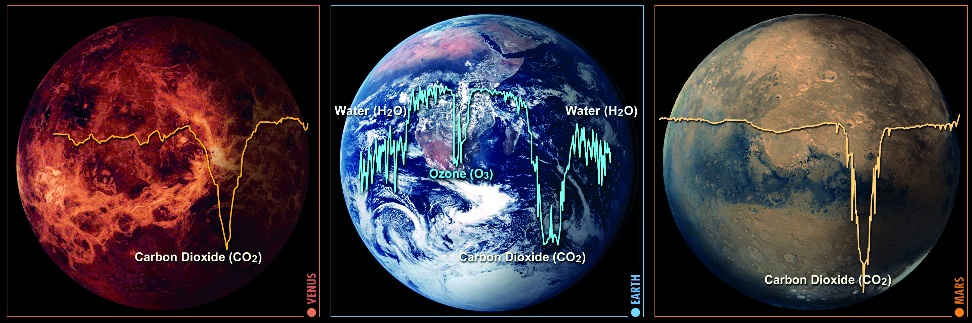 Carbon Dioxide (CO2)
VENUS
Water (H2O)
Water (H2O)
Ozone (O3)
Carbon Dioxide (CO2)
EARTH
Carbon Dioxide (CO2)
MARS